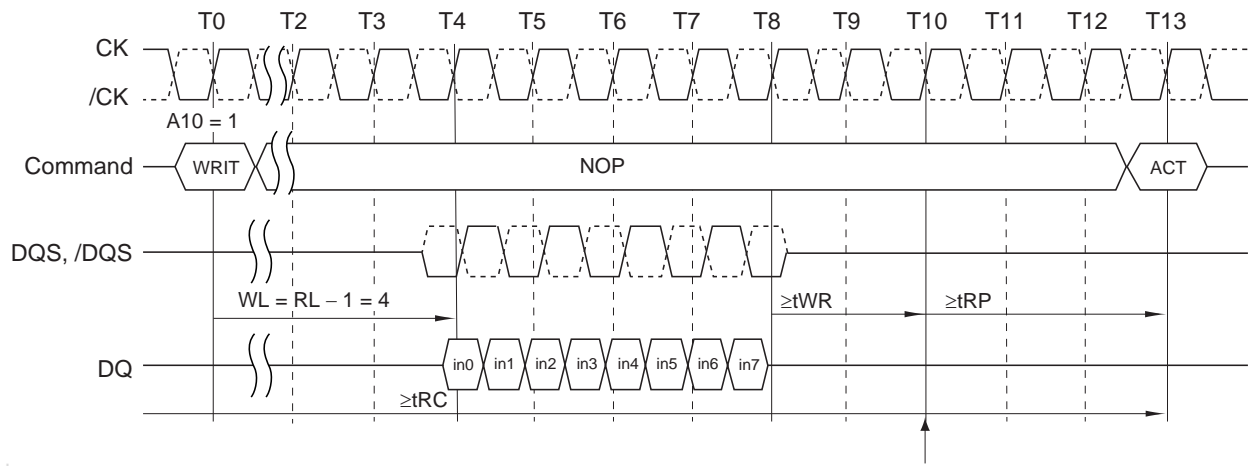 T0 T2 T3 T4 T5 T6 T7 T8 T9 T10 T11 T12 T13
CK
/CK
A10 = 1
Command WRIT NOP ACT
DQS, /DQS
WL = RL − 1 = 4 ≥tWR ≥tRP
DQ in0 in1 in2 in3 in4 in5 in6 in7
≥tRC